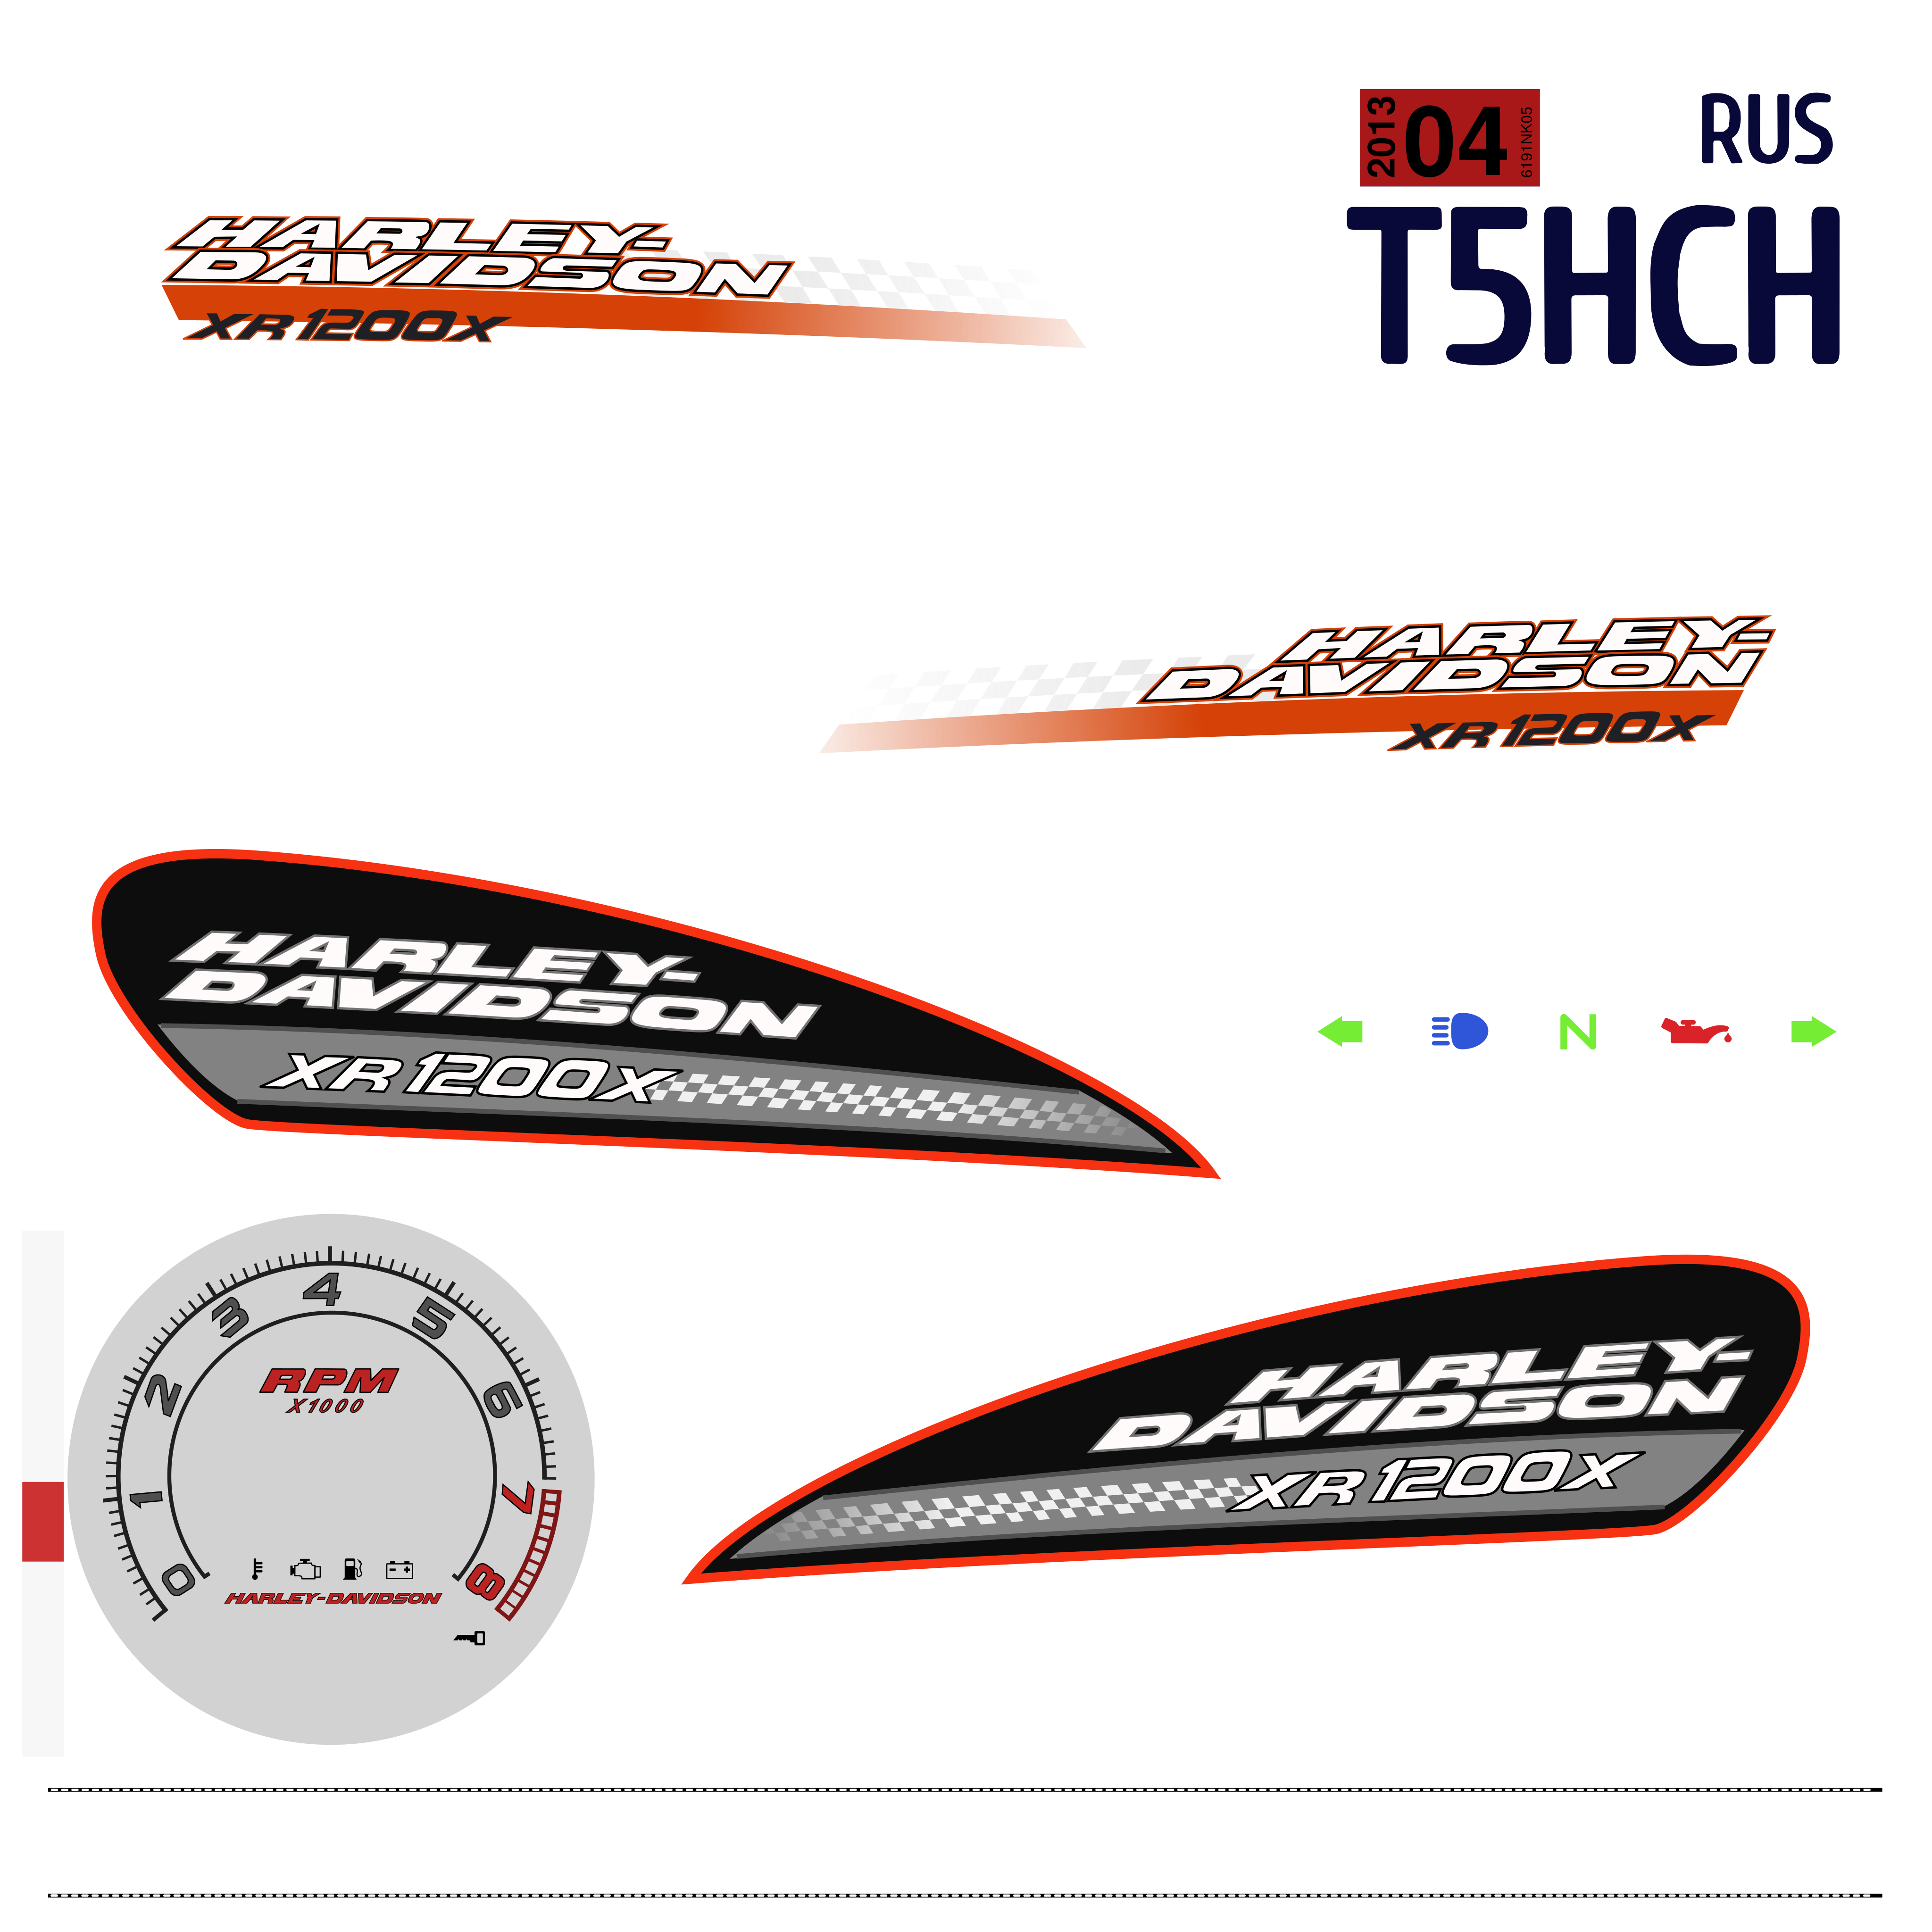 2013
04
6191NK05
RUS
T5HCH
HARLEY-
DAVIDSON
XR1200X
HARLEY-
DAVIDSON
XR1200X
HARLEY-
DAVIDSON
XR1200X
N
0 1 2 3 4 5 6 7 8
RPM
X1000
HARLEY-DAVIDSON
HARLEY-
DAVIDSON
XR1200X